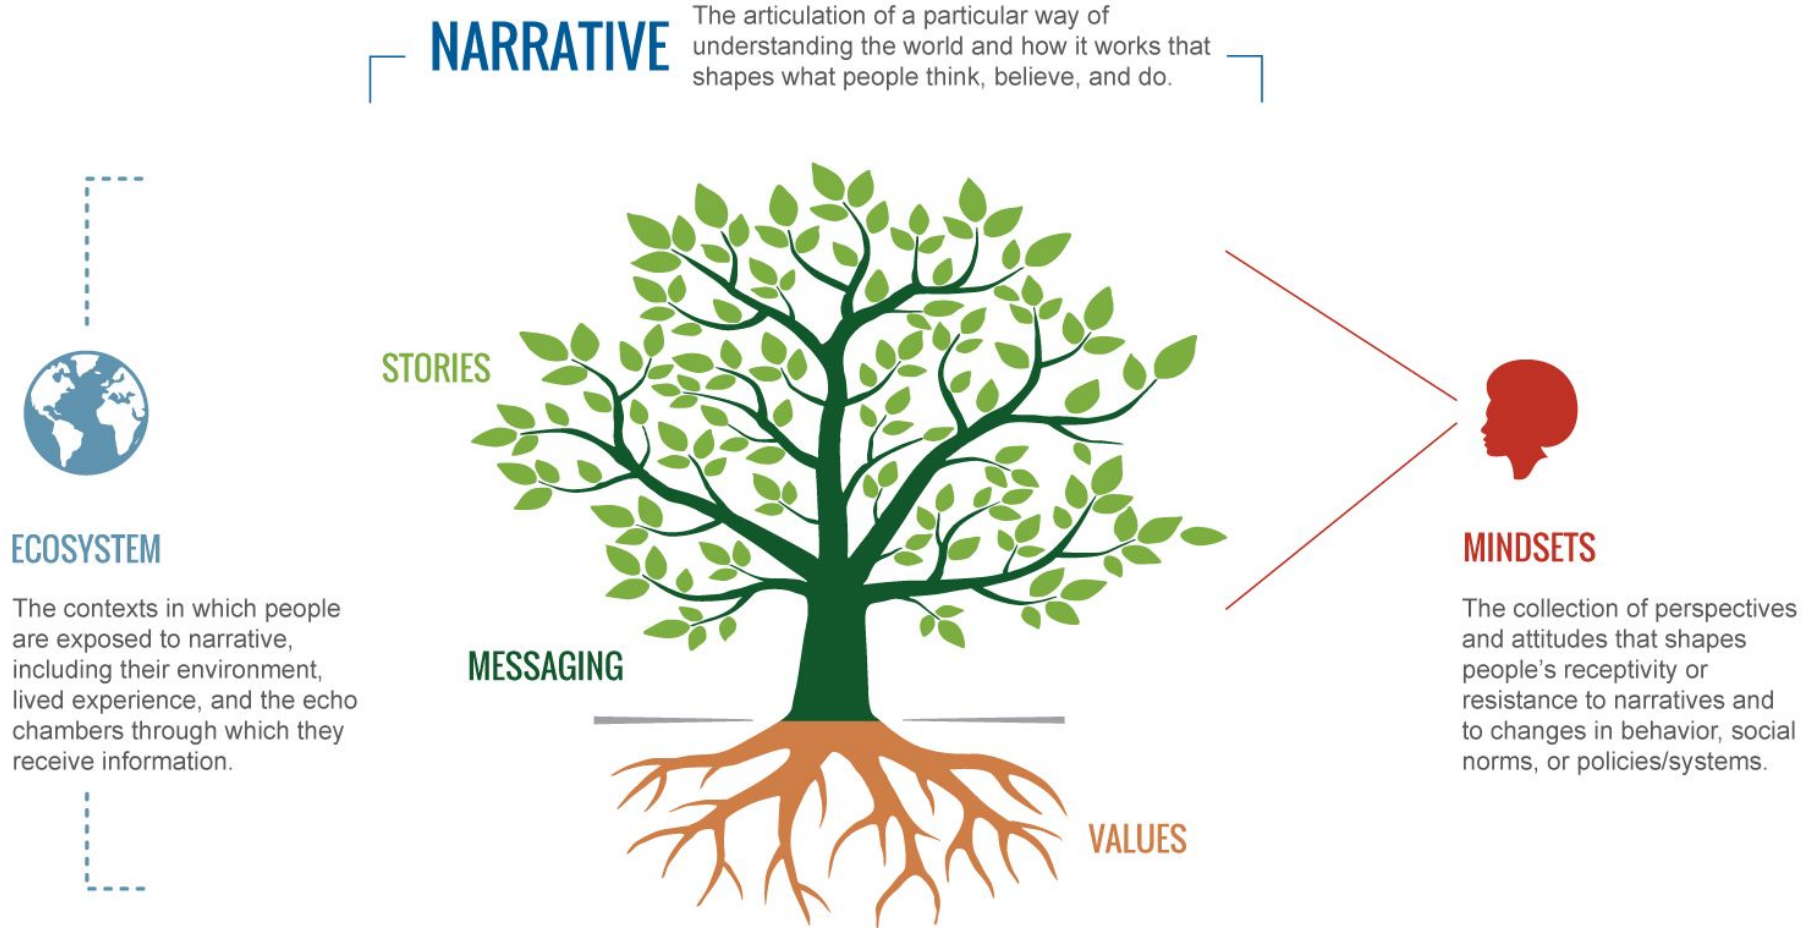 NARRATIVE
The articulation of a particular way of
understanding the world and how it works that
shapes what people think, believe, and do.
STORIES
ECOSYSTEM
The contexts in which people
are exposed to narrative,
including their environment,
lived experience, and the echo
chambers through which they
receive information.
MESSAGING
VALUES
MINDSETS
The collection of perspectives
and attitudes that shapes
people's receptivity or
resistance to narratives and
to changes in behavior, social
norms, or policies/systems.